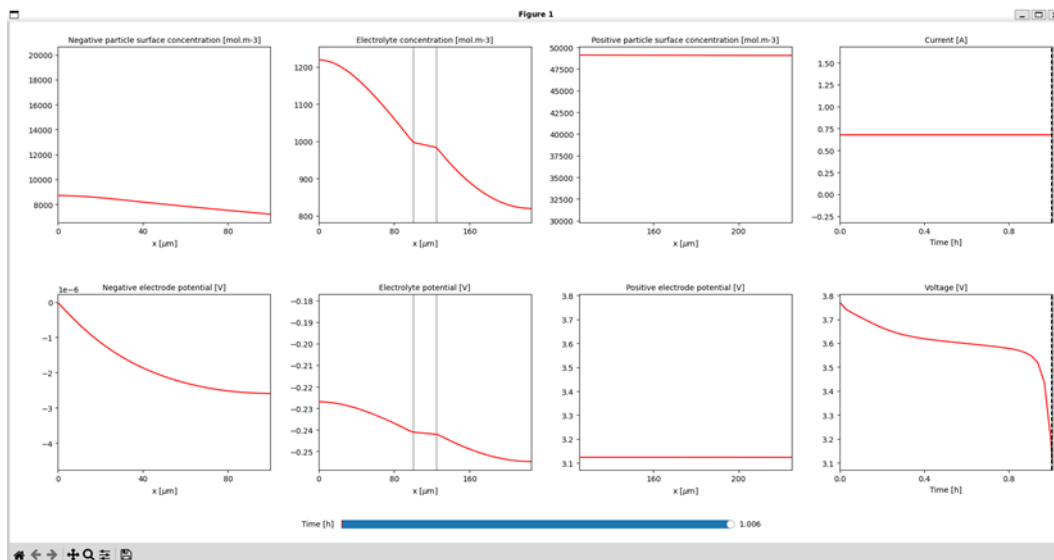 Figure 1
Negative particle surface concentration [mol.m-3]
20000
18000
16000
14000
12000
10000
8000
0 40 80
x [μm]
Electrolyte concentration [mol.m-3]
1200
1100
1000
900
800
0 80 160
x [μm]
Positive particle surface concentration [mol.m-3]
50000
47500
45000
42500
40000
37500
35000
32500
30000
160 200
x [μm]
Current [A]
1.50
1.25
1.00
0.75
0.50
0.25
0.00
−0.25
0.0 0.4 0.8
Time [h]
Negative electrode potential [V]
1e−6
0
−1
−2
−3
−4
0 40 80
x [μm]
Electrolyte potential [V]
−0.18
−0.19
−0.20
−0.21
−0.22
−0.23
−0.24
−0.25
0 80 160
x [μm]
Positive electrode potential [V]
3.8
3.7
3.6
3.5
3.4
3.3
3.2
3.1
160 200
x [μm]
Voltage [V]
3.8
3.7
3.6
3.5
3.4
3.3
3.2
3.1
0.0 0.4 0.8
Time [h]
Time [h] 1.006